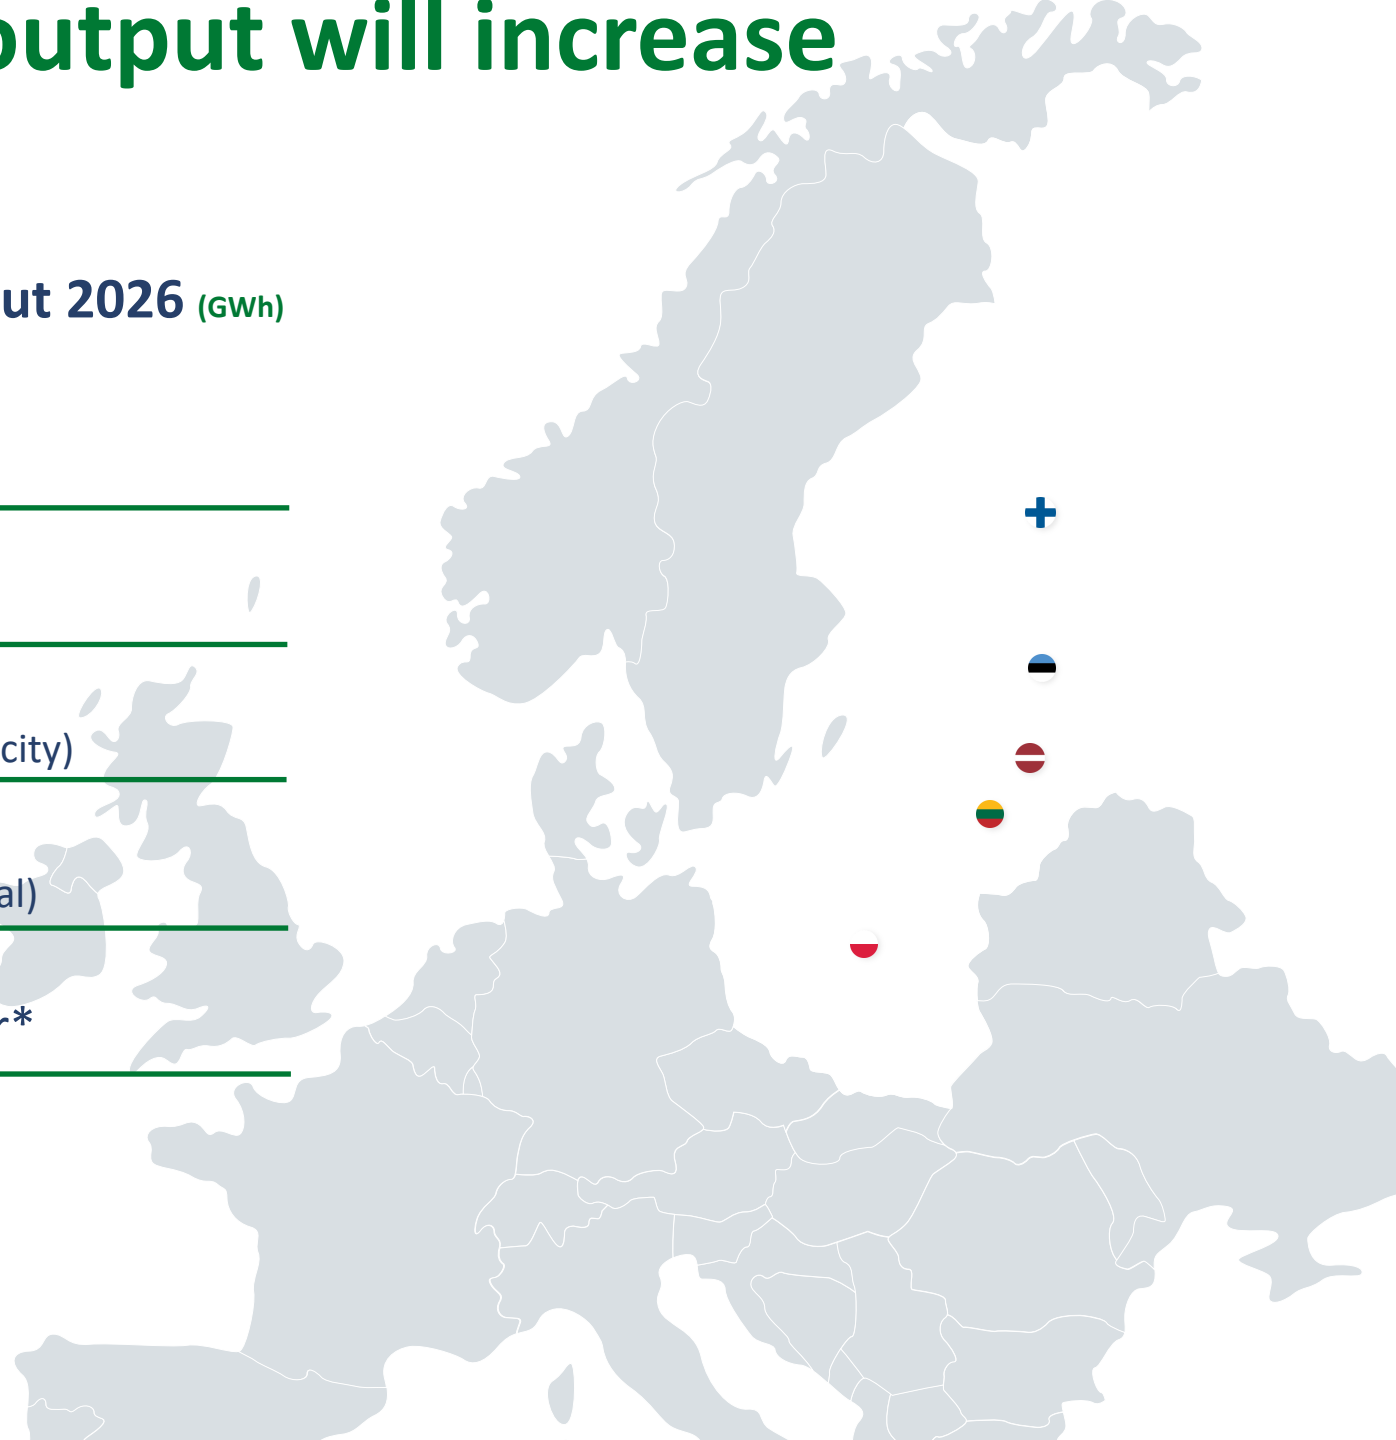 output will increase
ut 2026 (GWh)
city)
al)
r*